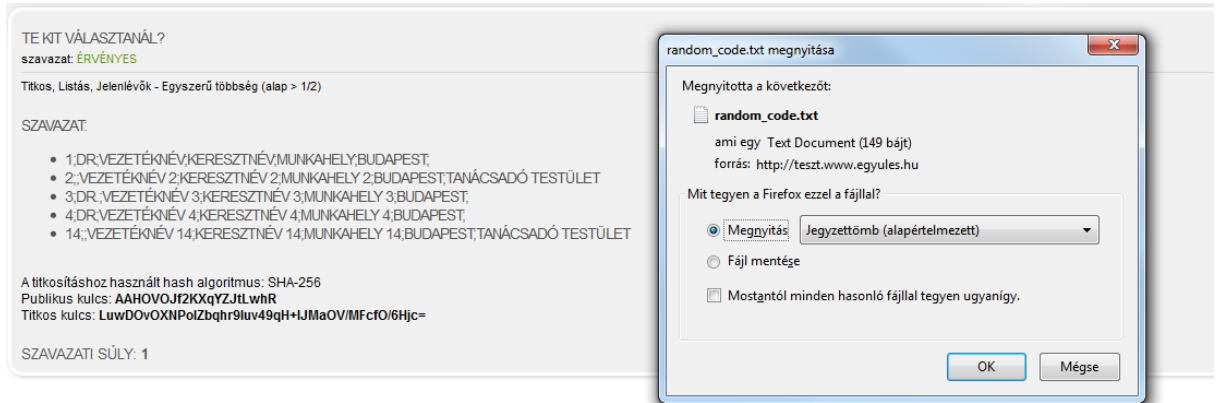 TE KIT VÁLASZTANÁL?
szavazat: ÉRVÉNYES
Titkos, Listás, Jelenlévők - Egyszerű többség (alap > 1/2)
SZAVAZAT:
1;DR;VEZETÉKNÉV;KERESZTNÉV;MUNKAHELY;BUDAPEST;
2;;VEZETÉKNÉV 2;KERESZTNÉV 2;MUNKAHELY 2;BUDAPEST;TANÁCSADÓ TESTÜLET
3;DR.;VEZETÉKNÉV 3;KERESZTNÉV 3;MUNKAHELY 3;BUDAPEST;
4;DR;VEZETÉKNÉV 4;KERESZTNÉV 4;MUNKAHELY 4;BUDAPEST;
14;;VEZETÉKNÉV 14;KERESZTNÉV 14;MUNKAHELY 14;BUDAPEST;TANÁCSADÓ TESTÜLET
A titkosításhoz használt hash algoritmus: SHA-256
Publikus kulcs: AAHOVOJf2KXqYZJtLwhR
Titkos kulcs: LuwDOvOXNPolZbqhr9luv49qH+IJMaOV/MFcfO/6Hjc=
SZAVAZATI SÚLY: 1
random_code.txt megnyitása
Megnyitotta a következőt:
random_code.txt
ami egy Text Document (149 bájt)
forrás: http://teszt.www.egyules.hu
Mit tegyen a Firefox ezzel a fájllal?
Megnyitás Jegyzettömb (alapértelmezett)
Fájl mentése
Mostantól minden hasonló fájllal tegyen ugyanígy.
OK Mégse